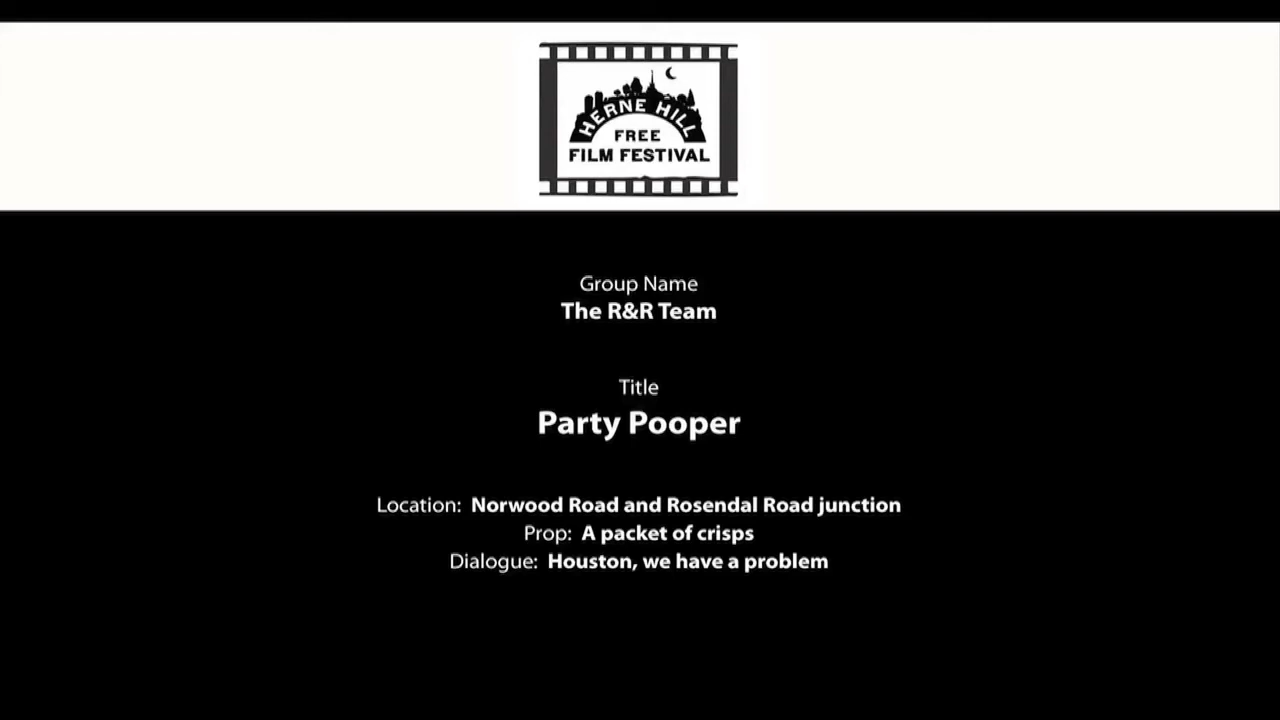 HERNE HILL
FREE
FILM FESTIVAL
Group Name
The R&R Team
Title
Party Pooper
Location: Norwood Road and Rosendal Road junction
Prop: A packet of crisps
Dialogue: Houston, we have a problem